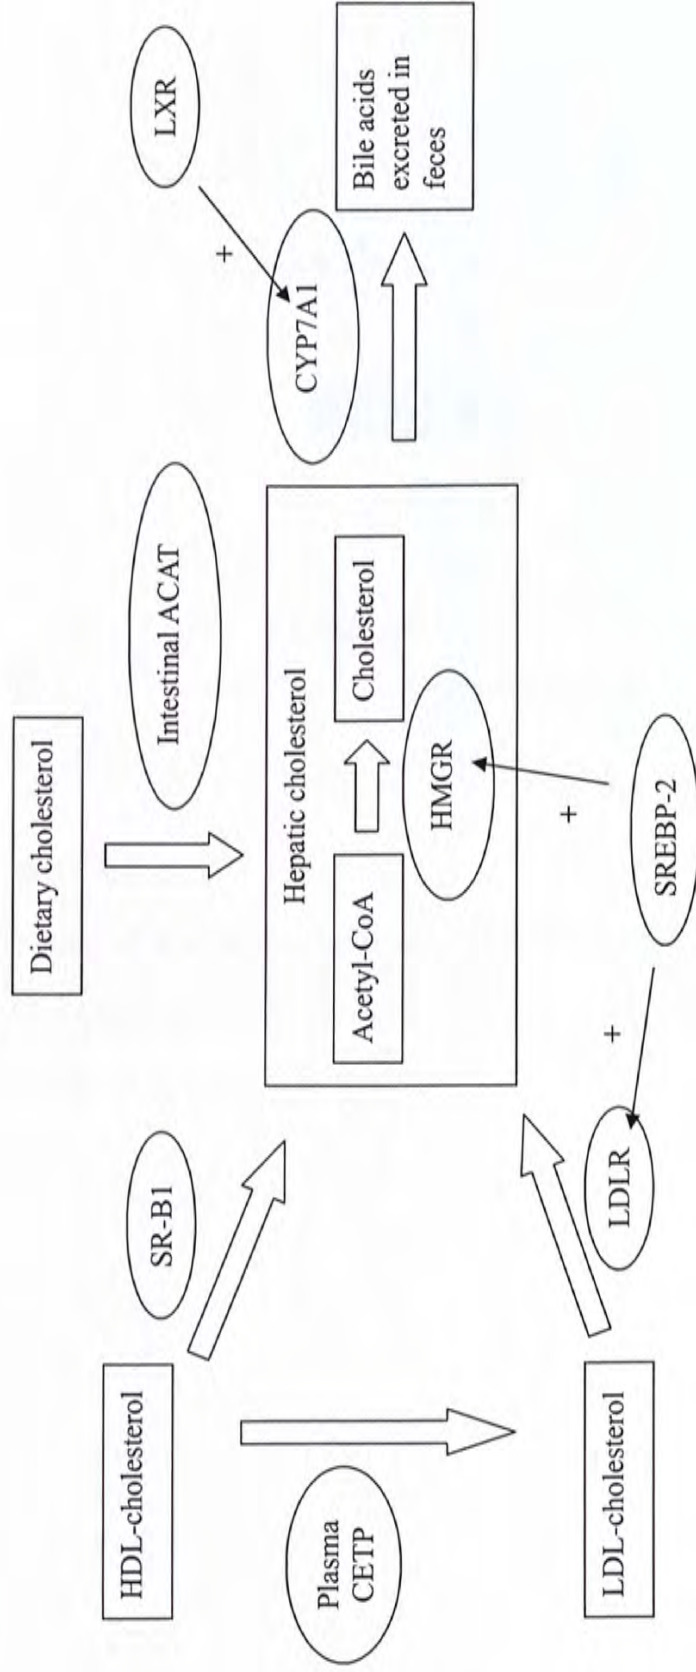 Dietary cholesterol
LXR
HDL-cholesterol
SR-B1
Intestinal ACAT
+
Plasma
CETP
Hepatic cholesterol
CYP7A1
Acetyl-CoA
Cholesterol
Bile acids
excreted in
feces
HMGR
LDL-cholesterol
LDLR
+
+
SREBP-2